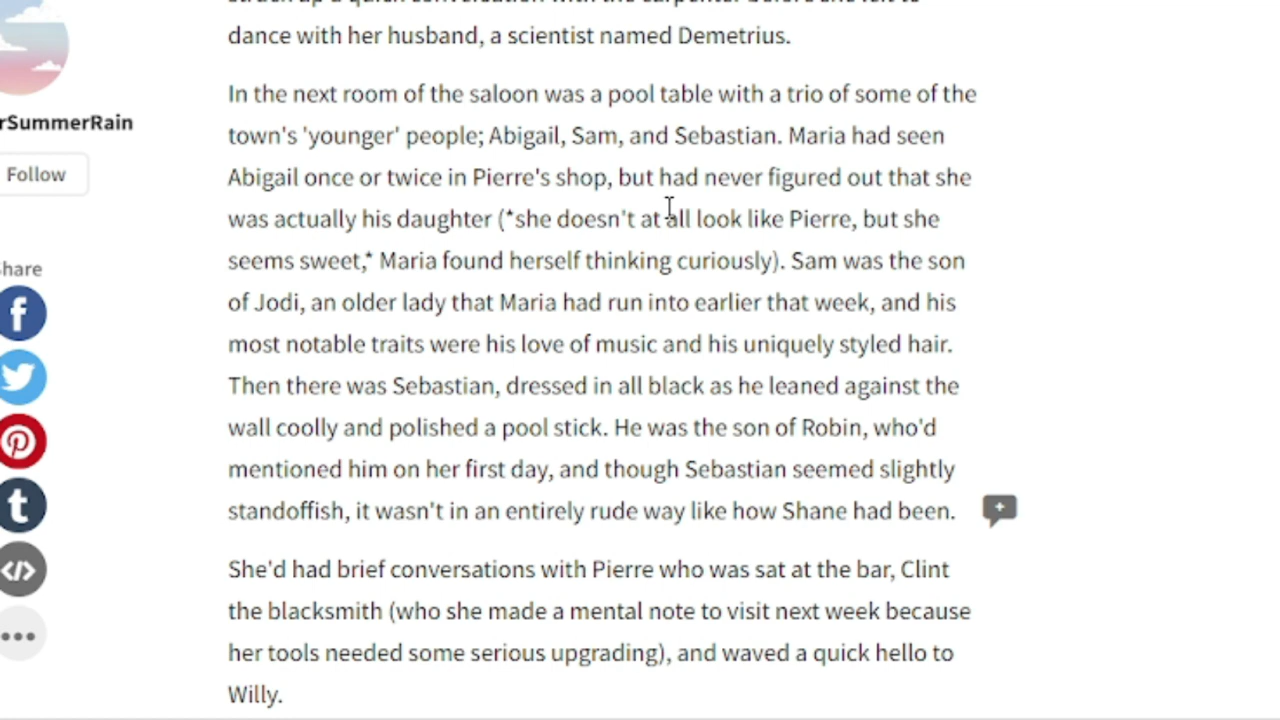 dance with her husband, a scientist named Demetrius.
In the next room of the saloon was a pool table with a trio of some of the
town's 'younger' people; Abigail, Sam, and Sebastian. Maria had seen
Abigail once or twice in Pierre's shop, but had never figured out that she
was actually his daughter (*she doesn't at all look like Pierre, but she
seems sweet,* Maria found herself thinking curiously). Sam was the son
of Jodi, an older lady that Maria had run into earlier that week, and his
most notable traits were his love of music and his uniquely styled hair.
Then there was Sebastian, dressed in all black as he leaned against the
wall coolly and polished a pool stick. He was the son of Robin, who'd
mentioned him on her first day, and though Sebastian seemed slightly
standoffish, it wasn't in an entirely rude way like how Shane had been.
She'd had brief conversations with Pierre who was sat at the bar, Clint
the blacksmith (who she made a mental note to visit next week because
her tools needed some serious upgrading), and waved a quick hello to
Willy.
rSummerRain
Follow
Share